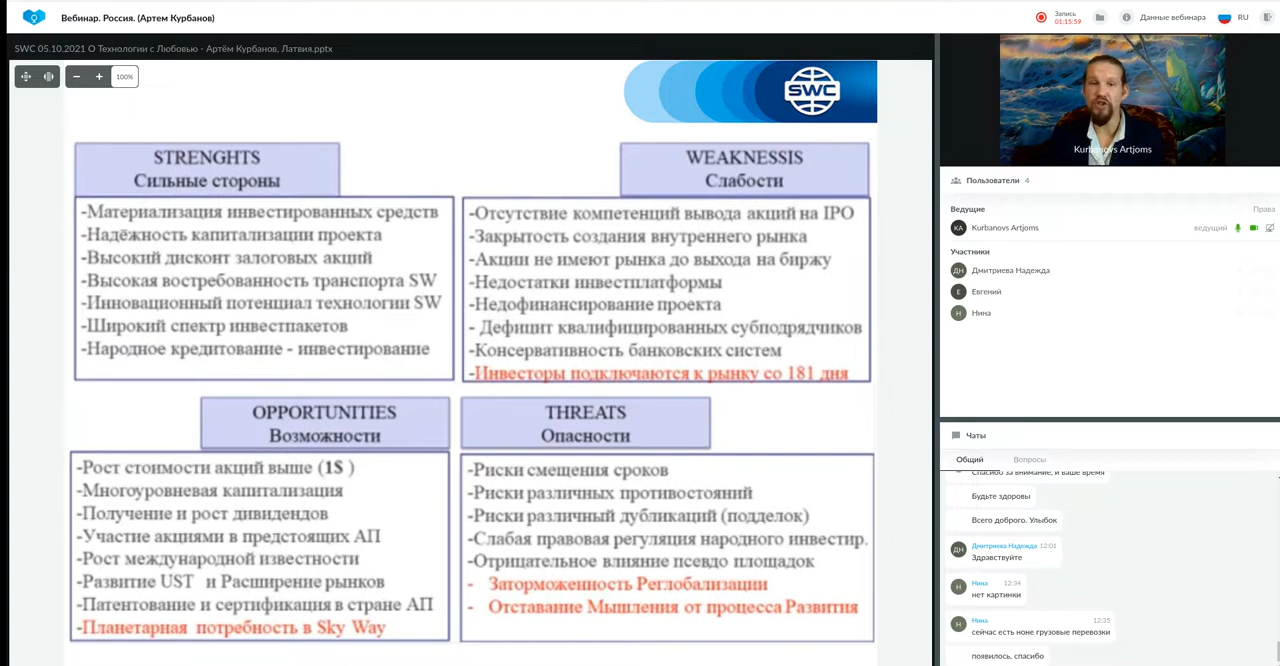 Вебинар. Россия. (Артем Курбанов)
Запись
01:15:59
Данные вебинара
RU
SWC 05.10.2021 О Технологии с Любовью - Артём Курбанов, Латвия.pptx
100%
SWC
STRENGHTS
Сильные стороны
-Материализация инвестированных средств
-Надёжность капитализации проекта
-Высокий дисконт залоговых акций
-Высокая востребованность транспорта SW
-Инновационный потенциал технологии SW
-Широкий спектр инвестпакетов
-Народное кредитование - инвестирование
WEAKNESSIS
Слабости
-Отсутствие компетенций вывода акций на IPO
-Закрытость создания внутреннего рынка
-Акции не имеют рынка до выхода на биржу
-Недостатки инвестплатформы
-Недофинансирование проекта
- Дефицит квалифицированных субподрядчиков
-Консервативность банковских систем
-Инвесторы подключаются к рынку со 181 дня
OPPORTUNITIES
Возможности
-Рост стоимости акций выше (1$ )
-Многоуровневая капитализация
-Получение и рост дивидендов
-Участие акциями в предстоящих АП
-Рост международной инвестности
-Развитие UST и Расширение рынков
-Патентование и сертификация в стране АП
-Планетарная потребность в Sky Way
THREATS
Опасности
-Риски смещения сроков
-Риски различных противостояний
-Риски различный дубликаций (подделок)
-Слабая правовая регуляция народного инвестир.
-Отрицательное влияние псевдо площадок
- Заторможенность Реглобализации
- Отставание Мышления от процесса Развития
Kurbanovs Artjoms
Пользователи 4
Ведущие
Права
KA Kurbanovs Artjoms ведущий
Участники
ДН Дмитриева Надежда
Е Евгений
Н Нина
Чаты
Общий Вопросы
Спасибо за внимание, и ваше время
Будьте здоровы
Всего доброго. Улыбок
ДН Дмитриева Надежда 12:01
Здравствуйте
Н Нина 12:34
нет картинки
Н Нина 12:35
сейчас есть ноне грузовые перевозки
появилось, спасибо